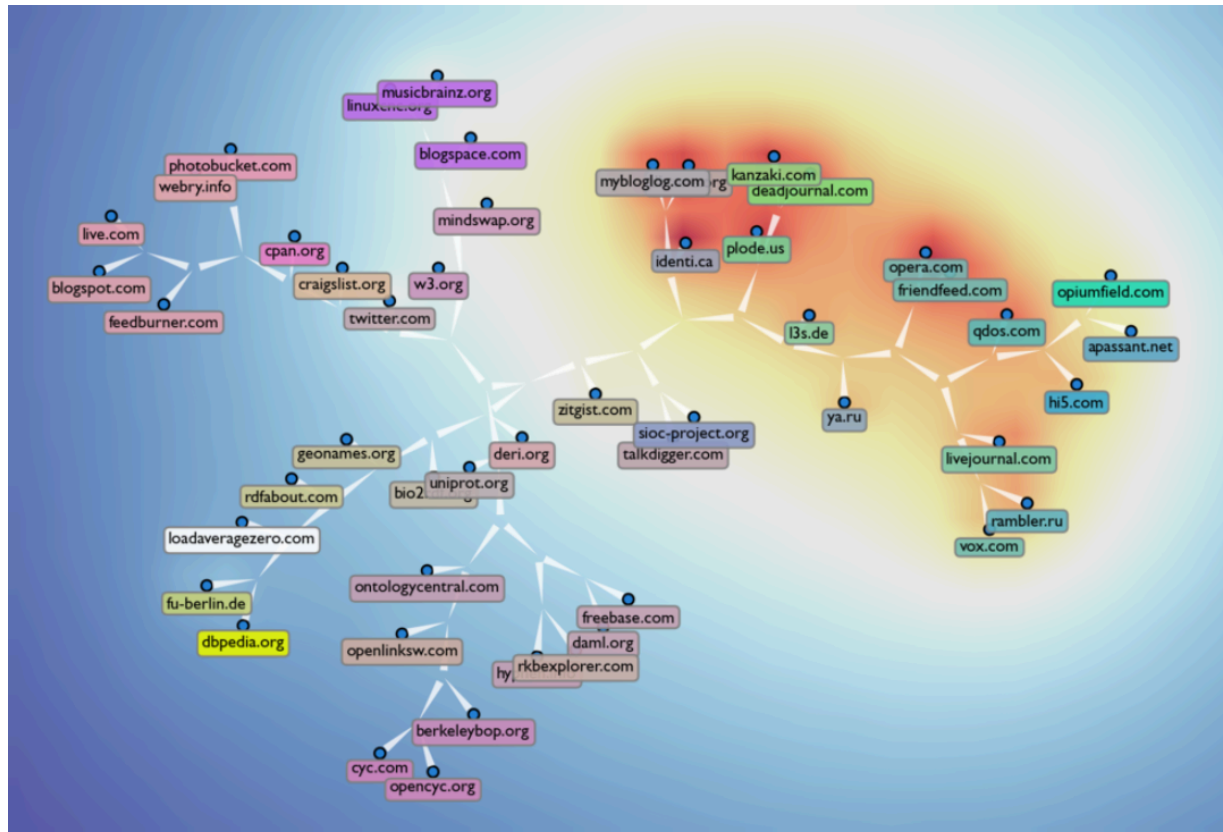 musicbrainz.org
blogspace.com
photobucket.com
webry.info
mybloglog.com
kanzaki.com
deadjournal.com
mindswap.org
live.com
cpan.org
plode.us
identi.ca
opera.com
friendfeed.com
blogspot.com
craigslist.org
w3.org
opiumfield.com
feedburner.com
twitter.com
l3s.de
qdos.com
apassant.net
zitgist.com
ya.ru
hi5.com
sioc-project.org
talkdigger.com
geonames.org
deri.org
livejournal.com
rdfabout.com
uniprot.org
rambler.ru
loadaveragezero.com
vox.com
ontologycentral.com
fu-berlin.de
freebase.com
dbpedia.org
daml.org
openlinksw.com
rkbexplorer.com
berkeleybop.org
cyc.com
opencyc.org